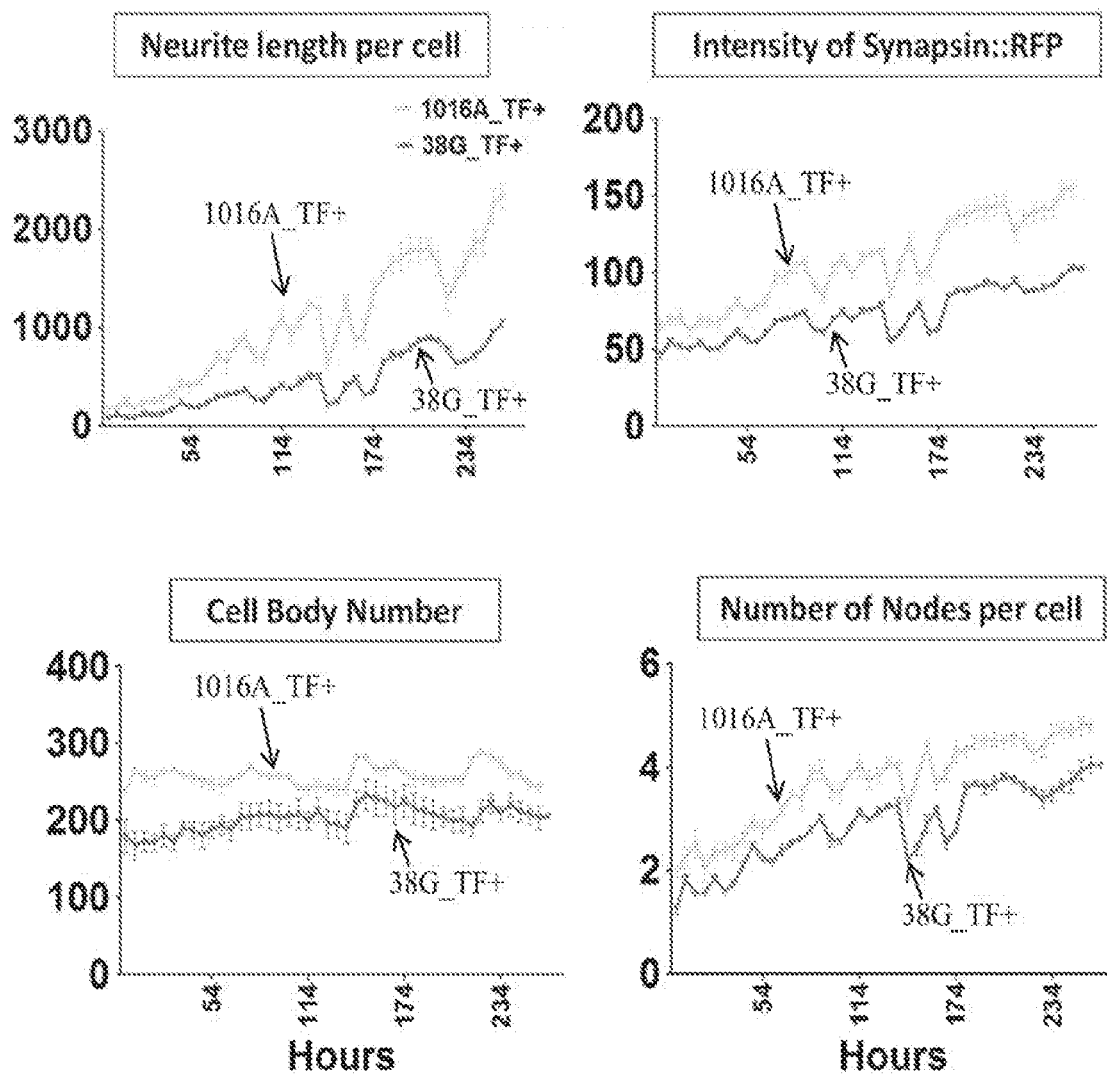 Neurite length per cell
1016A_TF+
38G_TF+
3000
2000
1000
0
1016A_TF+
38G_TF+
54
114
174
234
Intensity of Synapsin::RFP
200
150
100
50
0
1016A_TF+
38G_TF+
54
114
174
234
Cell Body Number
400
300
200
100
0
1016A_TF+
38G_TF+
54
114
174
234
Hours
Number of Nodes per cell
6
4
2
0
1016A_TF+
38G_TF+
54
114
174
234
Hours